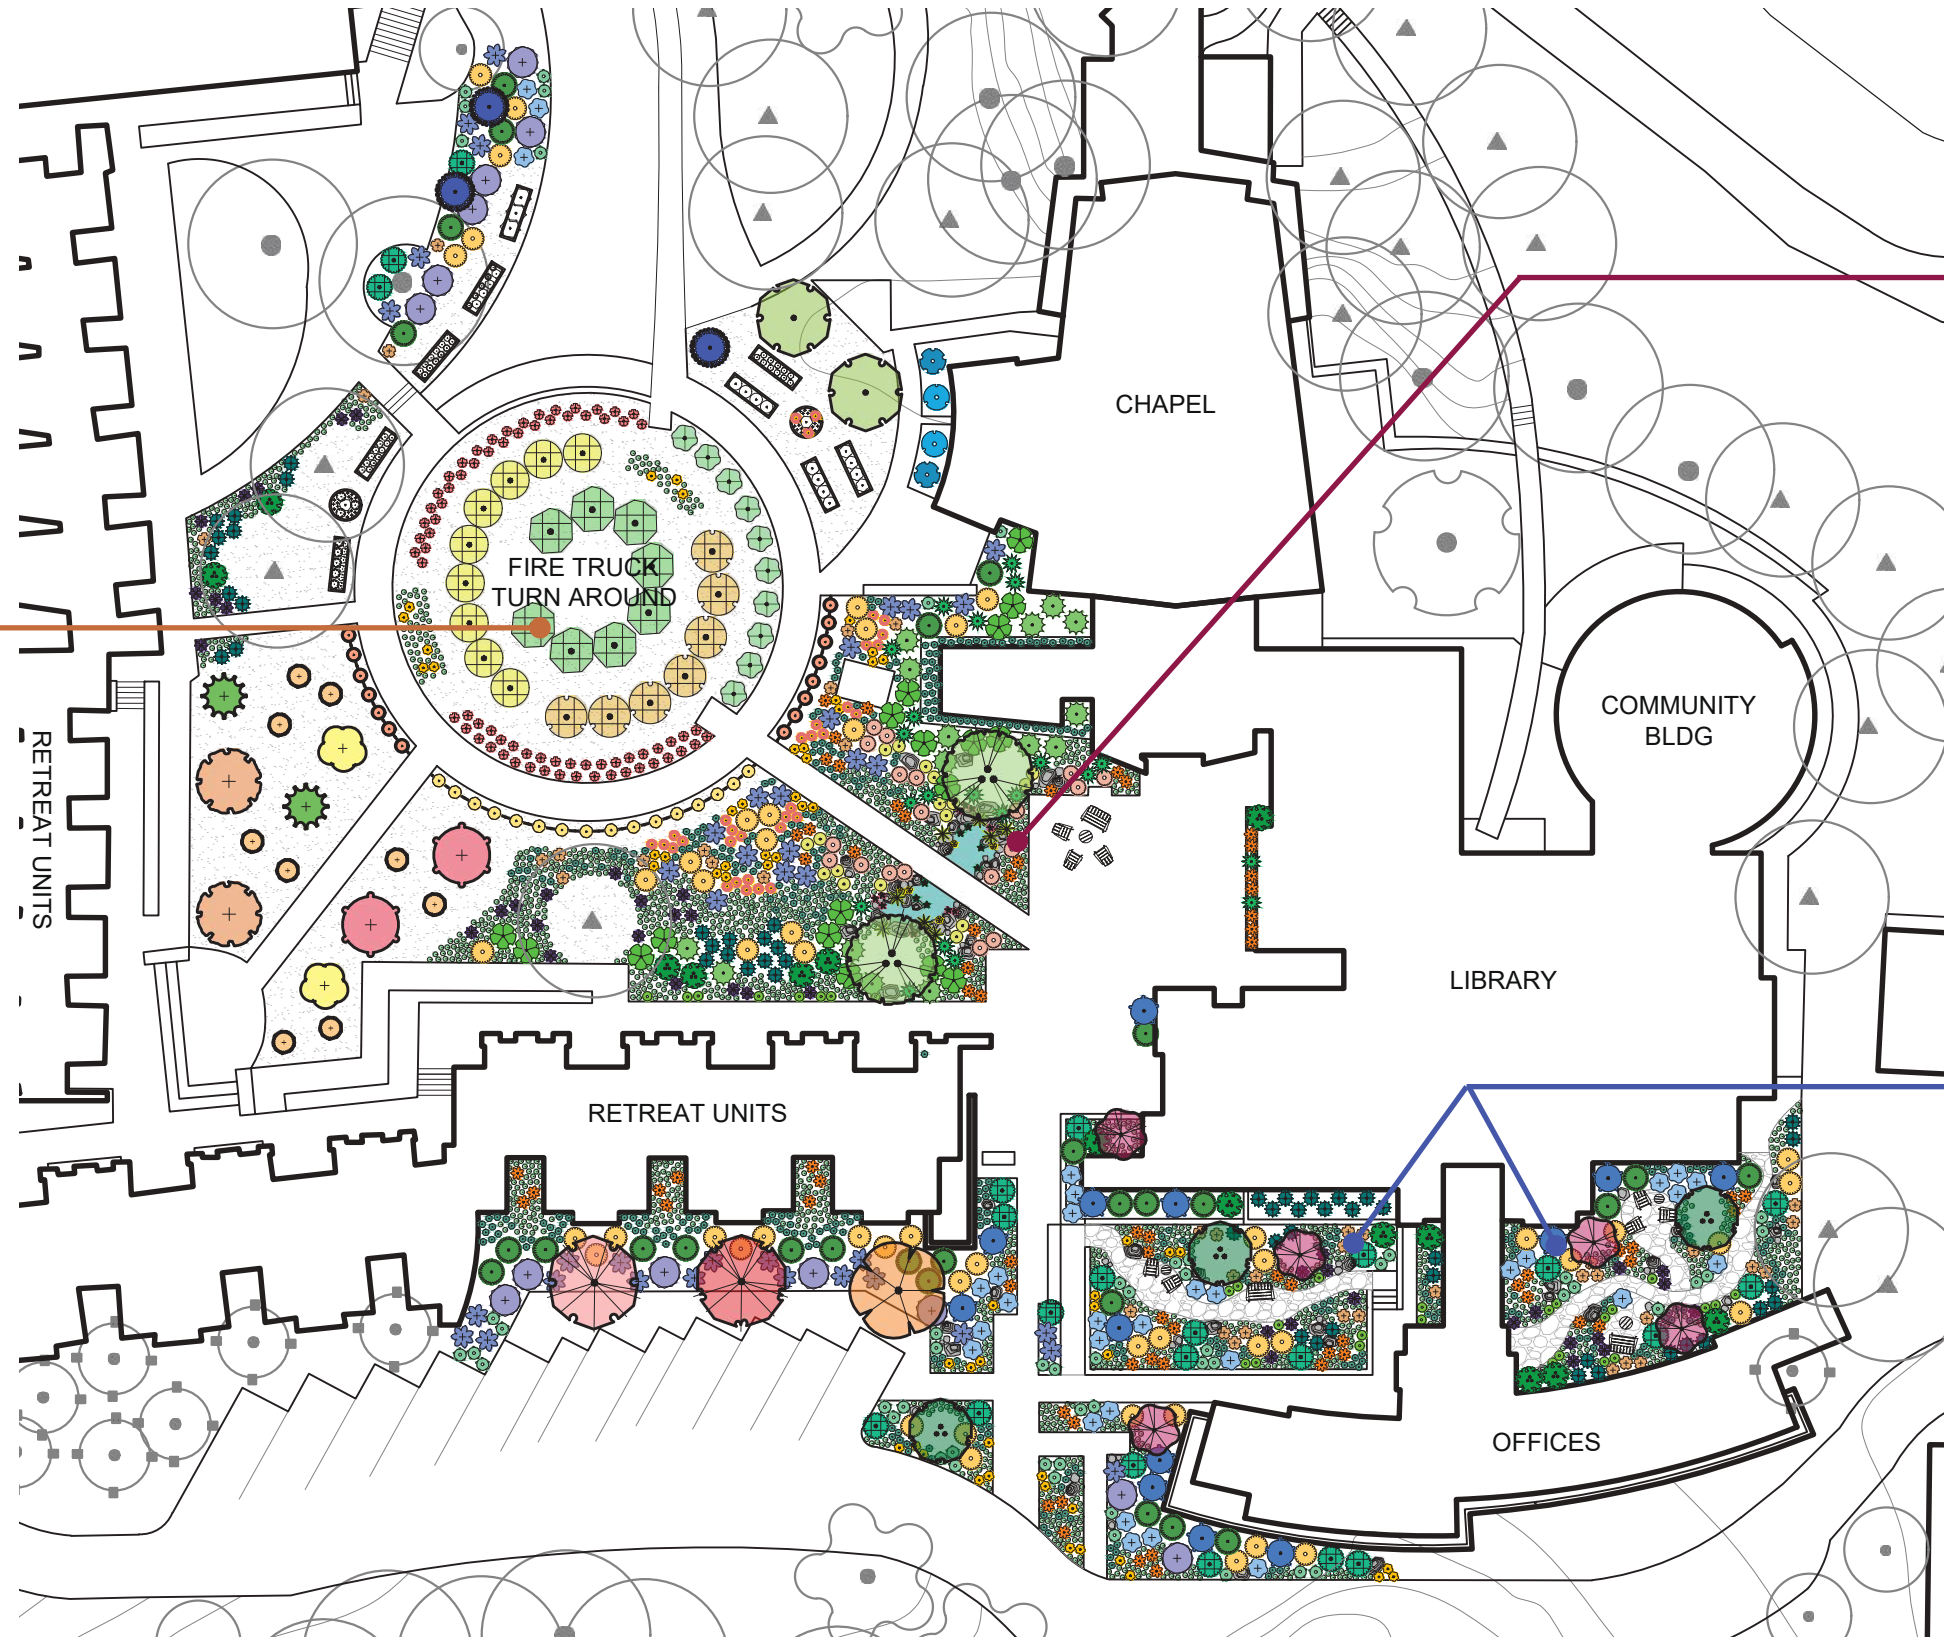 CHAPEL
FIRE TRUCK
TURN AROUND
COMMUNITY
BLDG
RETREAT UNITS
LIBRARY
RETREAT UNITS
OFFICES